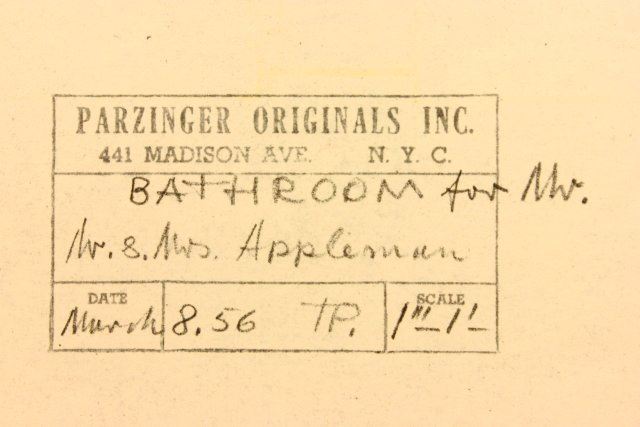 PARZINGER ORIGINALS INC.
441 MADISON AVE. N. Y. C.
BATHROOM for Mr.
Mr. & Mrs. Appleman
DATE SCALE
March 8.56 TP. 1"-1'